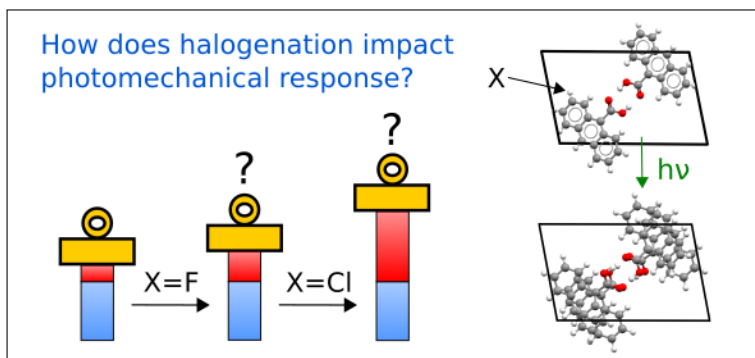 How does halogenation impact
photomechanical response?
X
?
?
hν
X=F
X=Cl